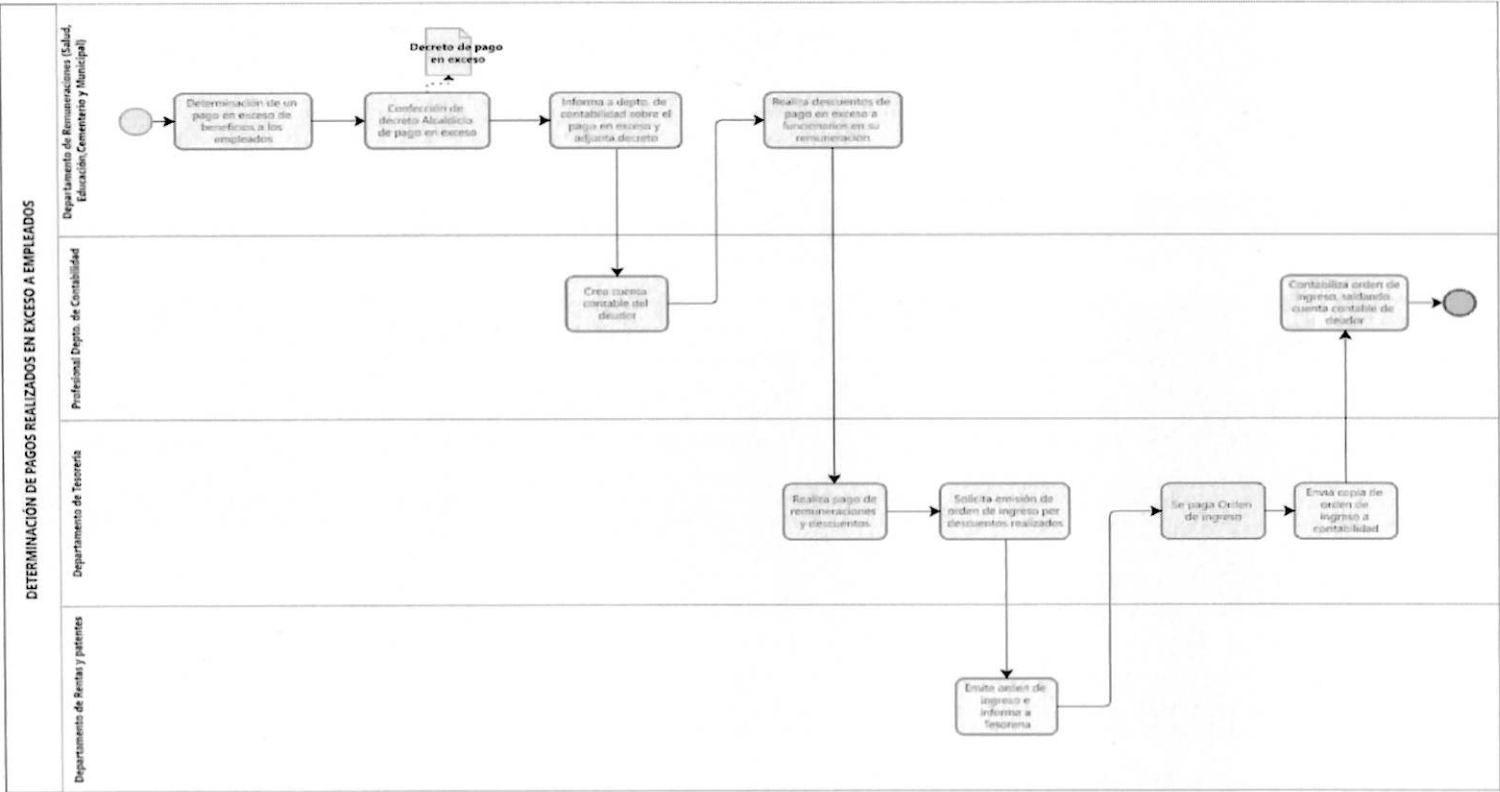 DETERMINACIÓN DE PAGOS REALIZADOS EN EXCESO A EMPLEADOS
Departamento de Remuneraciones (Salud,
Educación,Cementerio y Municipal)
Decreto de pago
en exceso
Determinación de un
pago en exceso de
beneficios a los
empleados
Confección de
decreto Alcaldicio
de pago en exceso
Informa a depto. de
contabilidad sobre el
pago en exceso y
adjunta decreto
Realiza descuentos de
pago en exceso a
funcionarios en su
remuneración
Profesional Depto. de Contabilidad
Crea cuenta
contable del
deudor
Contabiliza orden de
ingreso, saldando
cuenta contable de
deudor
Departamento de Tesorería
Realiza pago de
remuneraciones
y descuentos
Solicita emisión de
orden de ingreso por
descuentos realizados
Se paga Orden
de ingreso
Envía copia de
orden de
ingreso a
contabilidad
Departamento de Rentas y patentes
Emite orden de
ingreso e
informa a
Tesorería